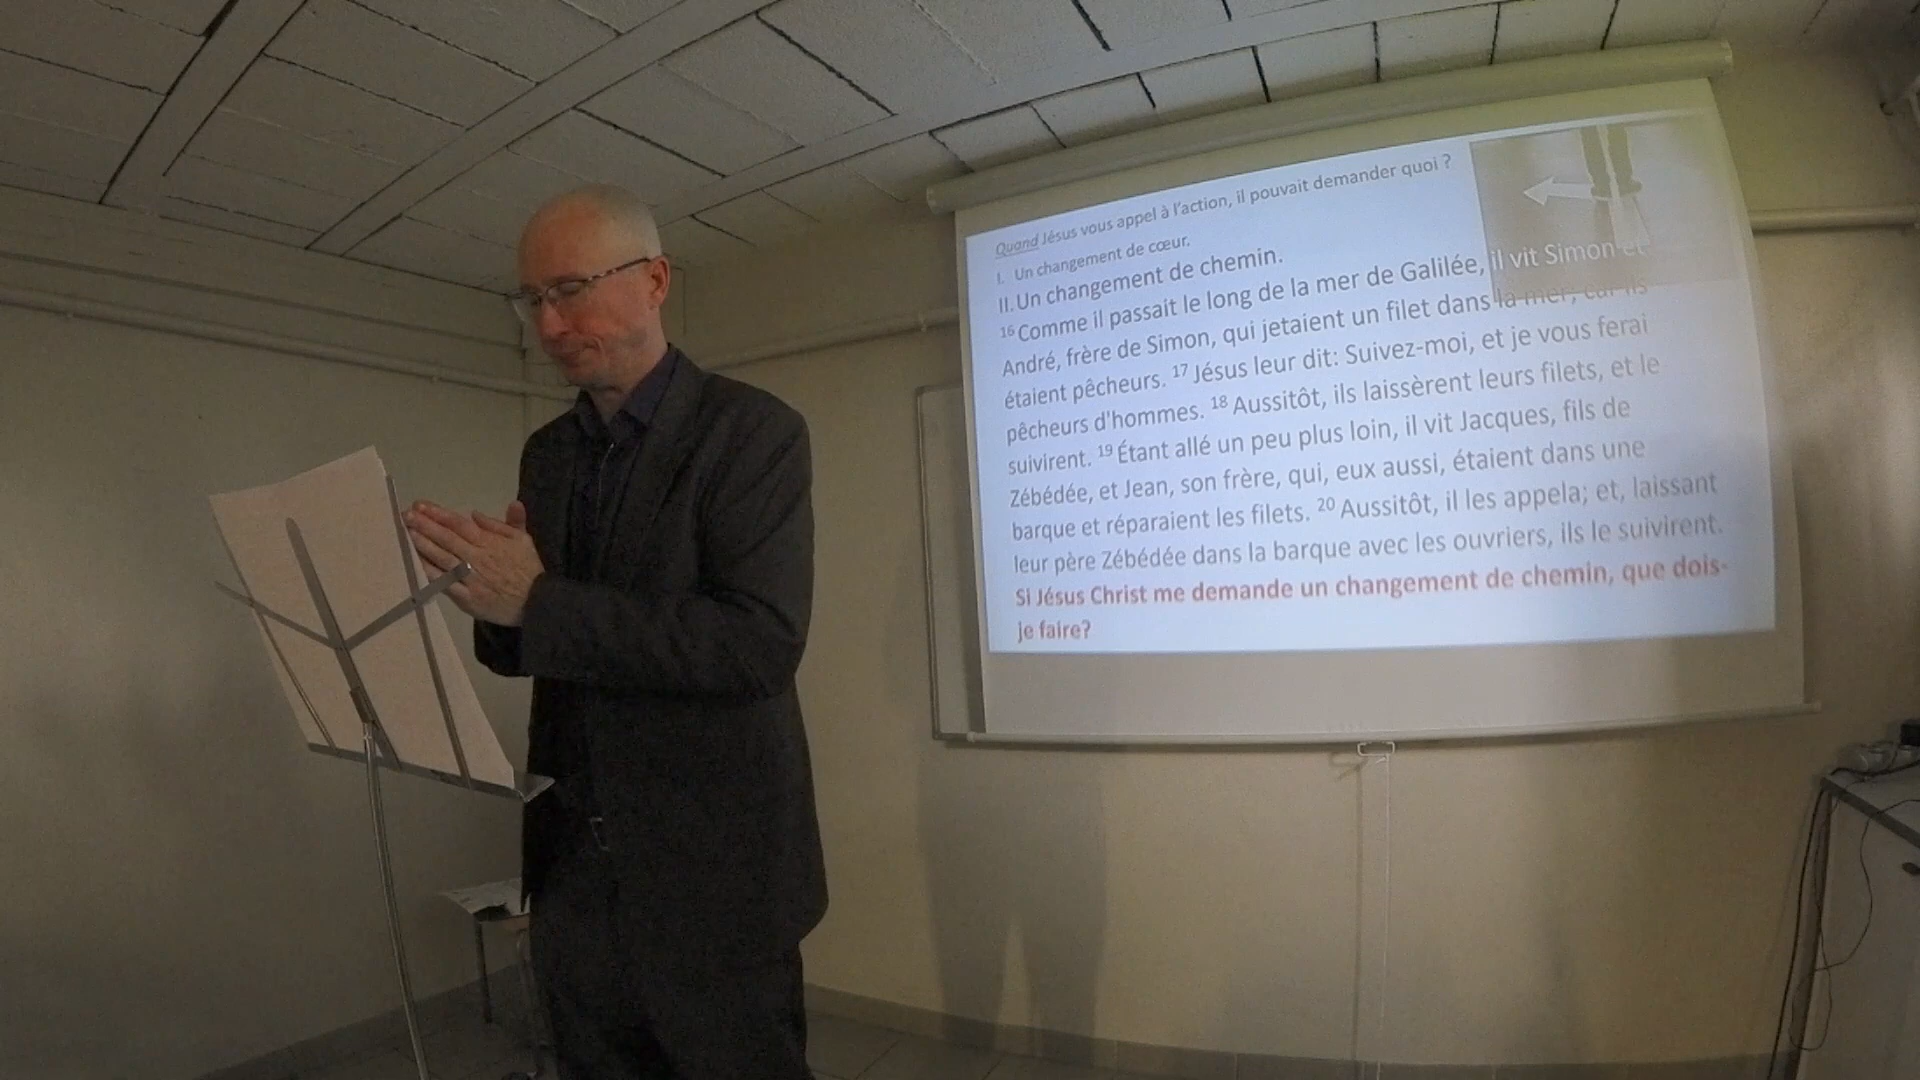 Quand Jésus vous appel à l'action, il pouvait demander quoi ?
I. Un changement de cœur.
II. Un changement de chemin.
16 Comme il passait le long de la mer de Galilée, il vit Simon et
André, frère de Simon, qui jetaient un filet dans la mer; car ils
étaient pêcheurs. 17 Jésus leur dit: Suivez-moi, et je vous ferai
pêcheurs d'hommes. 18 Aussitôt, ils laissèrent leurs filets, et le
suivirent. 19 Étant allé un peu plus loin, il vit Jacques, fils de
Zébédée, et Jean, son frère, qui, eux aussi, étaient dans une
barque et réparaient les filets. 20 Aussitôt, il les appela; et, laissant
leur père Zébédée dans la barque avec les ouvriers, ils le suivirent.
Si Jésus Christ me demande un changement de chemin, que dois-
je faire?